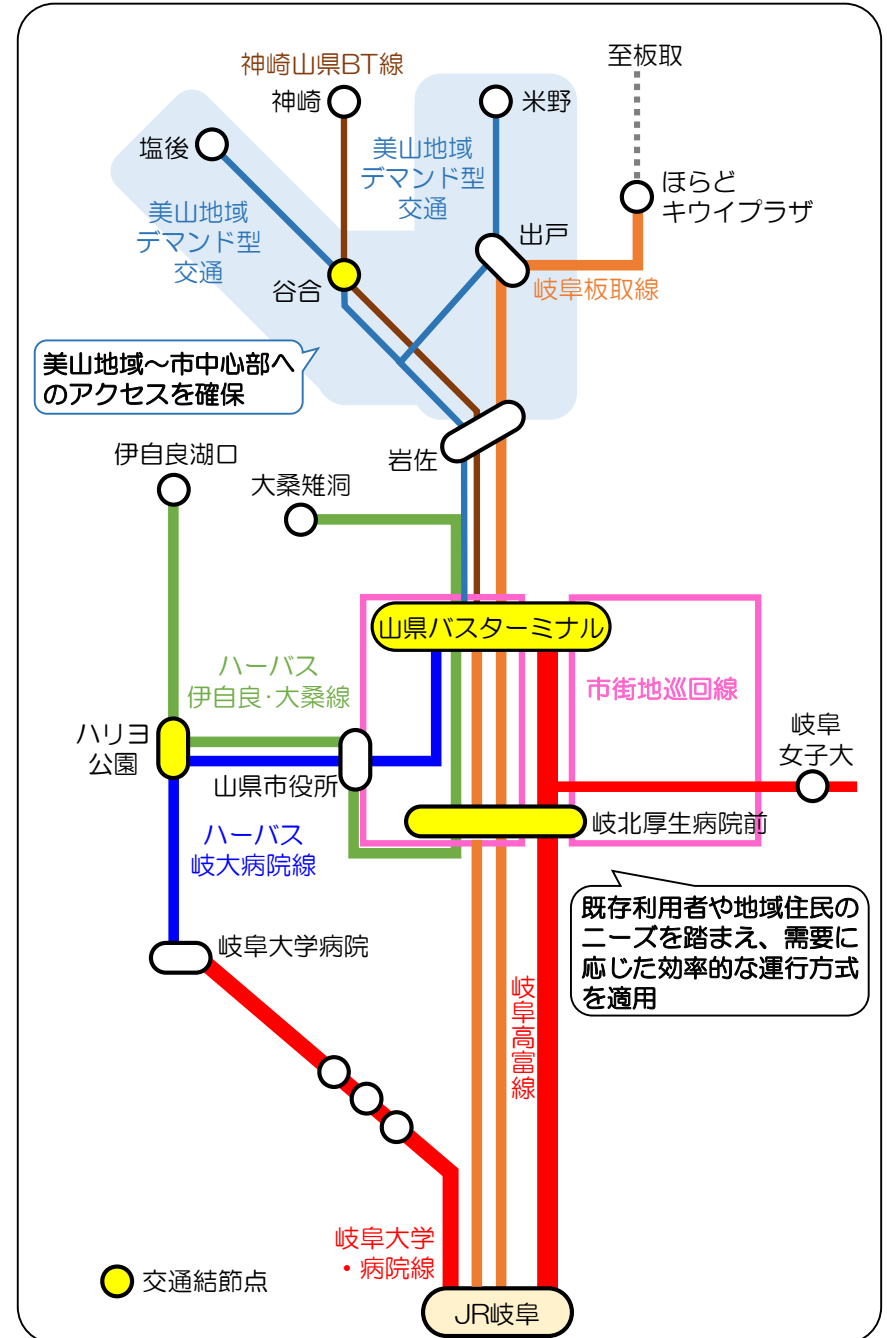 神崎山県BT線
神崎
米野
至板取
塩後
美山地域
デマンド型
交通
ほらど
キウイプラザ
美山地域
デマンド型
交通
出戸
谷合
岐阜板取線
美山地域～市中心部へ
のアクセスを確保
岩佐
伊自良湖口
大桑雉洞
山県バスターミナル
ハーバス
伊自良･大桑線
市街地巡回線
ハリヨ
公園
岐阜
女子大
山県市役所
岐北厚生病院前
ハーバス
岐大病院線
既存利用者や地域住民の
ニーズを踏まえ、需要に
応じた効率的な運行方式
を適用
岐阜大学病院
岐阜高富線
岐阜大学
・病院線
交通結節点
JR岐阜